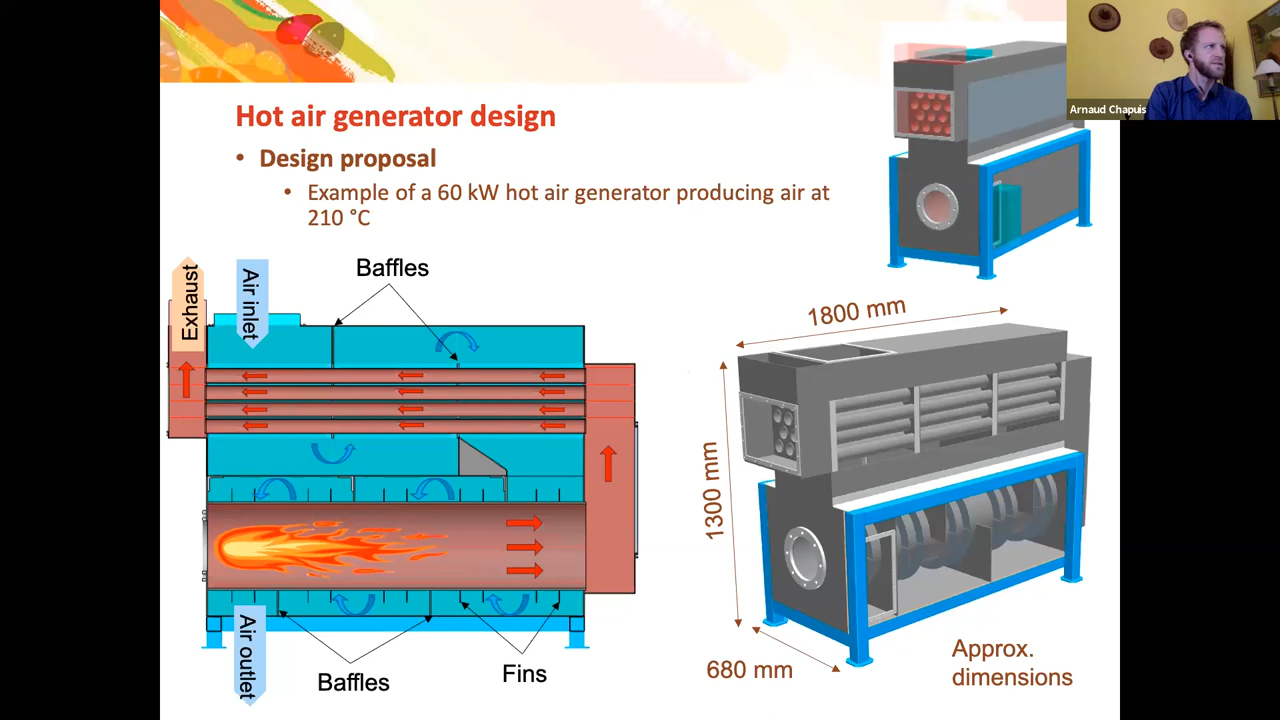 Arnaud Chapuis
Hot air generator design
• Design proposal
• Example of a 60 kW hot air generator producing air at
210 °C
Exhaust
Air inlet
Baffles
Air outlet
Baffles
Fins
1800 mm
1300 mm
680 mm
Approx.
dimensions